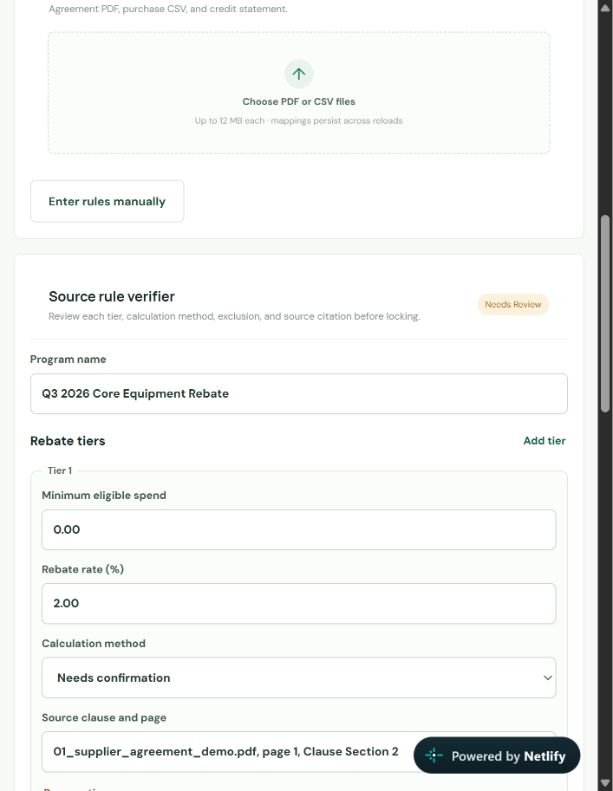 Agreement PDF, purchase CSV, and credit statement.
Choose PDF or CSV files
Up to 12 MB each · mappings persist across reloads
Enter rules manually
Source rule verifier
Needs Review
Review each tier, calculation method, exclusion, and source citation before locking.
Program name
Q3 2026 Core Equipment Rebate
Rebate tiers
Add tier
Tier 1
Minimum eligible spend
0.00
Rebate rate (%)
2.00
Calculation method
Needs confirmation
Source clause and page
01_supplier_agreement_demo.pdf, page 1, Clause Section 2
Powered by Netlify